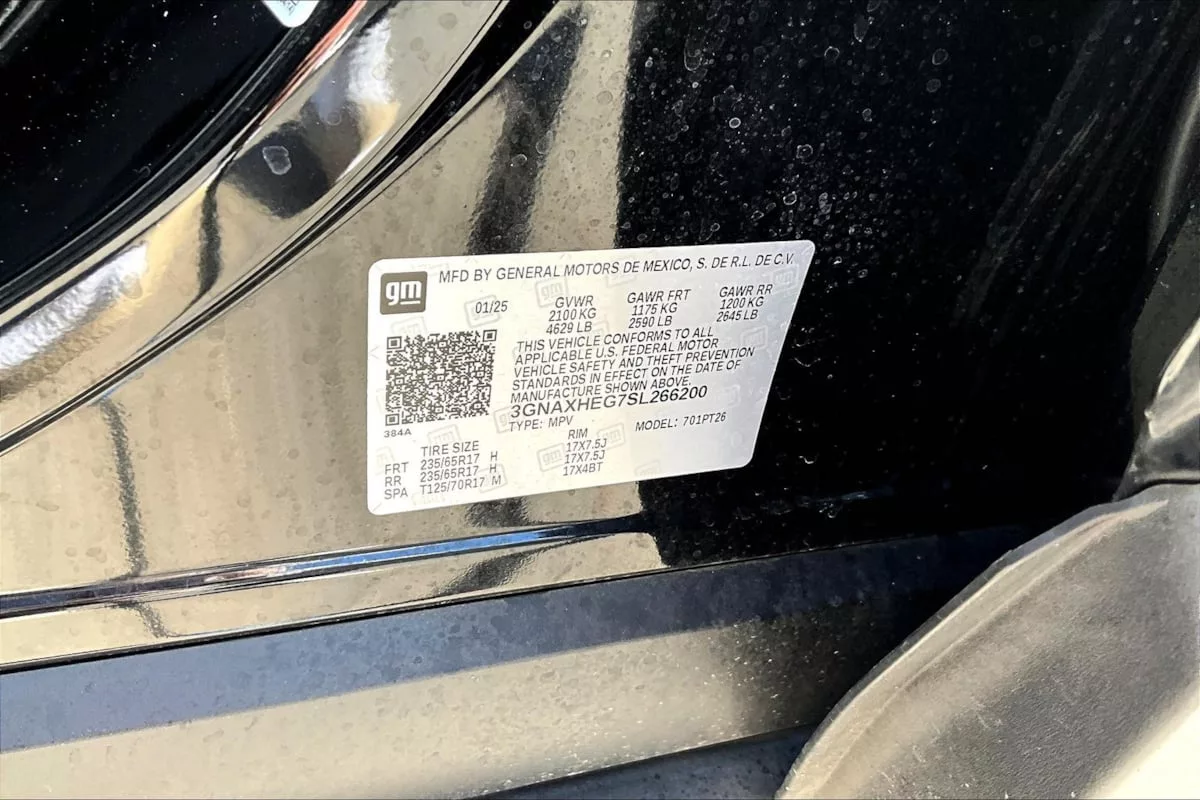 gm MFD BY GENERAL MOTORS DE MEXICO, S. DE R.L. DE C.V.
01/25 GVWR GAWR FRT GAWR RR
2100 KG 1175 KG 1200 KG
4629 LB 2590 LB 2645 LB
THIS VEHICLE CONFORMS TO ALL
APPLICABLE U.S. FEDERAL MOTOR
VEHICLE SAFETY AND THEFT PREVENTION
STANDARDS IN EFFECT ON THE DATE OF
MANUFACTURE SHOWN ABOVE.
3GNAXHEG7SL266200
384A TYPE: MPV MODEL: 701PT26
TIRE SIZE RIM
FRT 235/65R17 H 17X7.5J
RR 235/65R17 H 17X7.5J
SPA T125/70R17 M 17X4BT